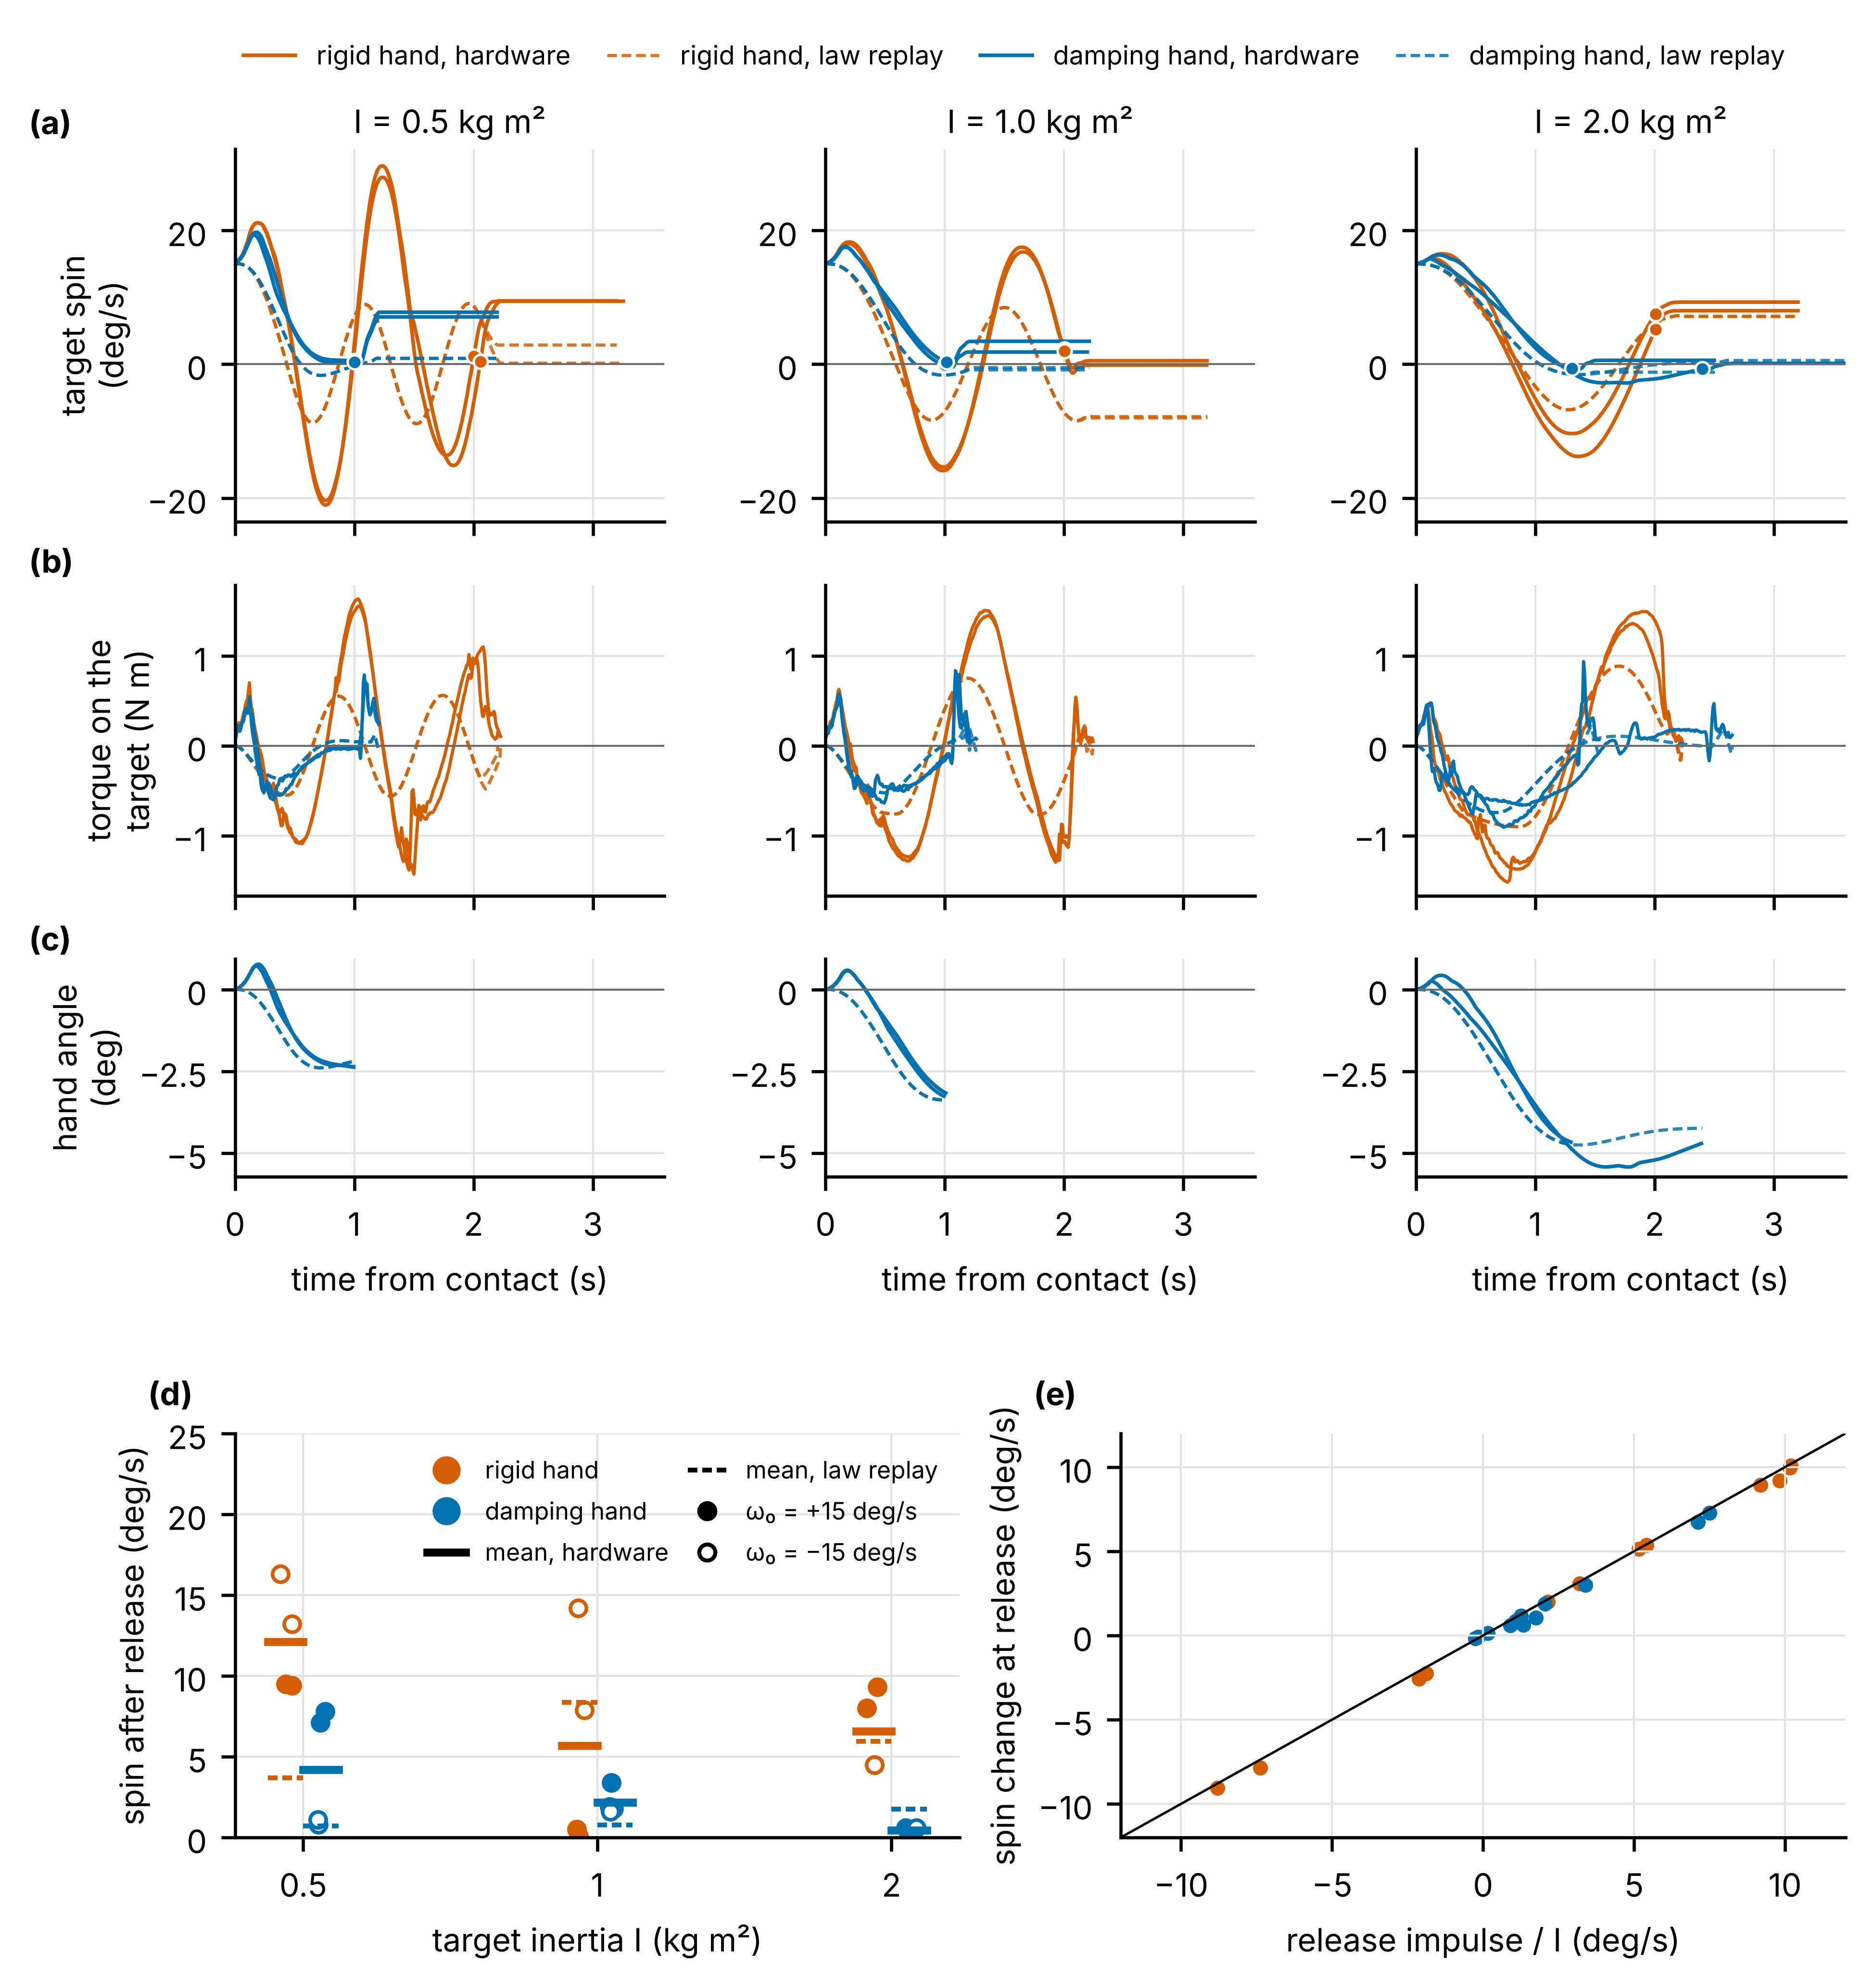 rigid hand, hardware
rigid hand, law replay
damping hand, hardware
damping hand, law replay
(a)
I = 0.5 kg m²
I = 1.0 kg m²
I = 2.0 kg m²
target spin
(deg/s)
20
0
−20
20
0
−20
20
0
−20
(b)
torque on the
target (N m)
1
0
−1
1
0
−1
1
0
−1
(c)
hand angle
(deg)
0
−2.5
−5
0
−2.5
−5
0
−2.5
−5
0 1 2 3
0 1 2 3
0 1 2 3
time from contact (s)
time from contact (s)
time from contact (s)
(d)
spin after release (deg/s)
25
20
15
10
5
0
rigid hand
damping hand
mean, hardware
mean, law replay
ω₀ = +15 deg/s
ω₀ = −15 deg/s
0.5 1 2
target inertia I (kg m²)
(e)
spin change at release (deg/s)
10
5
0
−5
−10
−10 −5 0 5 10
release impulse / I (deg/s)